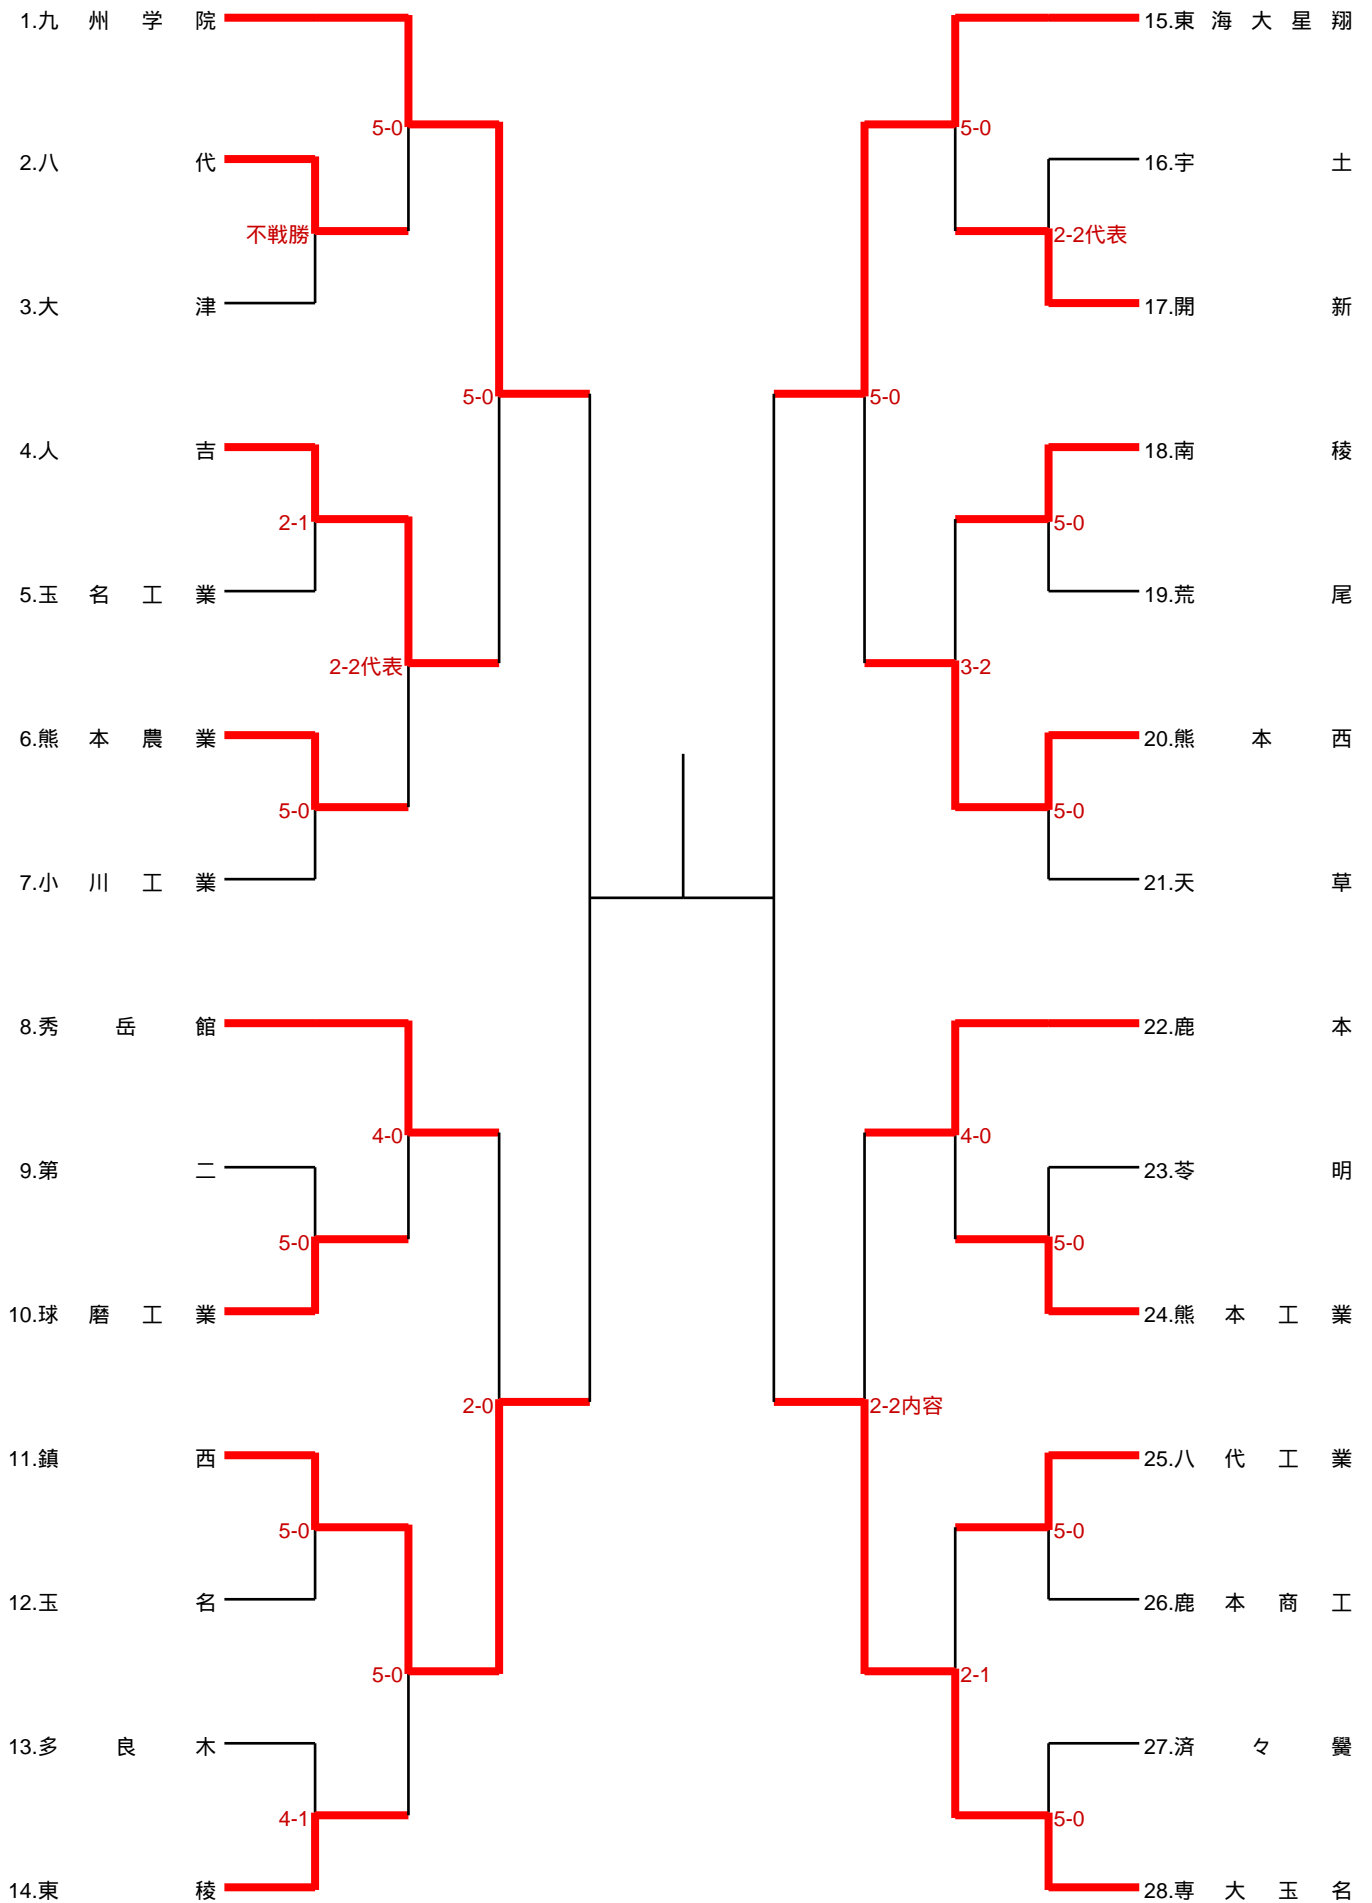 1.九州学院
5-0
2.八代
不戦勝
3.大津
5-0
4.人吉
2-1
5.玉名工業
2-2代表
6.熊本農業
5-0
7.小川工業
8.秀岳館
4-0
9.第二
5-0
10.球磨工業
2-0
11.鎮西
5-0
12.玉名
5-0
13.多良木
4-1
14.東稜
15.東海大星翔
5-0
16.宇土
2-2代表
17.開新
5-0
18.南稜
5-0
19.荒尾
3-2
20.熊本西
5-0
21.天草
22.鹿本
4-0
23.苓明
5-0
24.熊本工業
2-2内容
25.八代工業
5-0
26.鹿本商工
2-1
27.済々黌
5-0
28.専大玉名